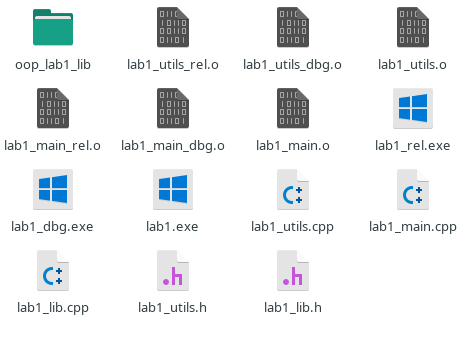 oop_lab1_lib
lab1_utils_rel.o
lab1_utils_dbg.o
lab1_utils.o
lab1_main_rel.o
lab1_main_dbg.o
lab1_main.o
lab1_rel.exe
lab1_dbg.exe
lab1.exe
lab1_utils.cpp
lab1_main.cpp
lab1_lib.cpp
lab1_utils.h
lab1_lib.h